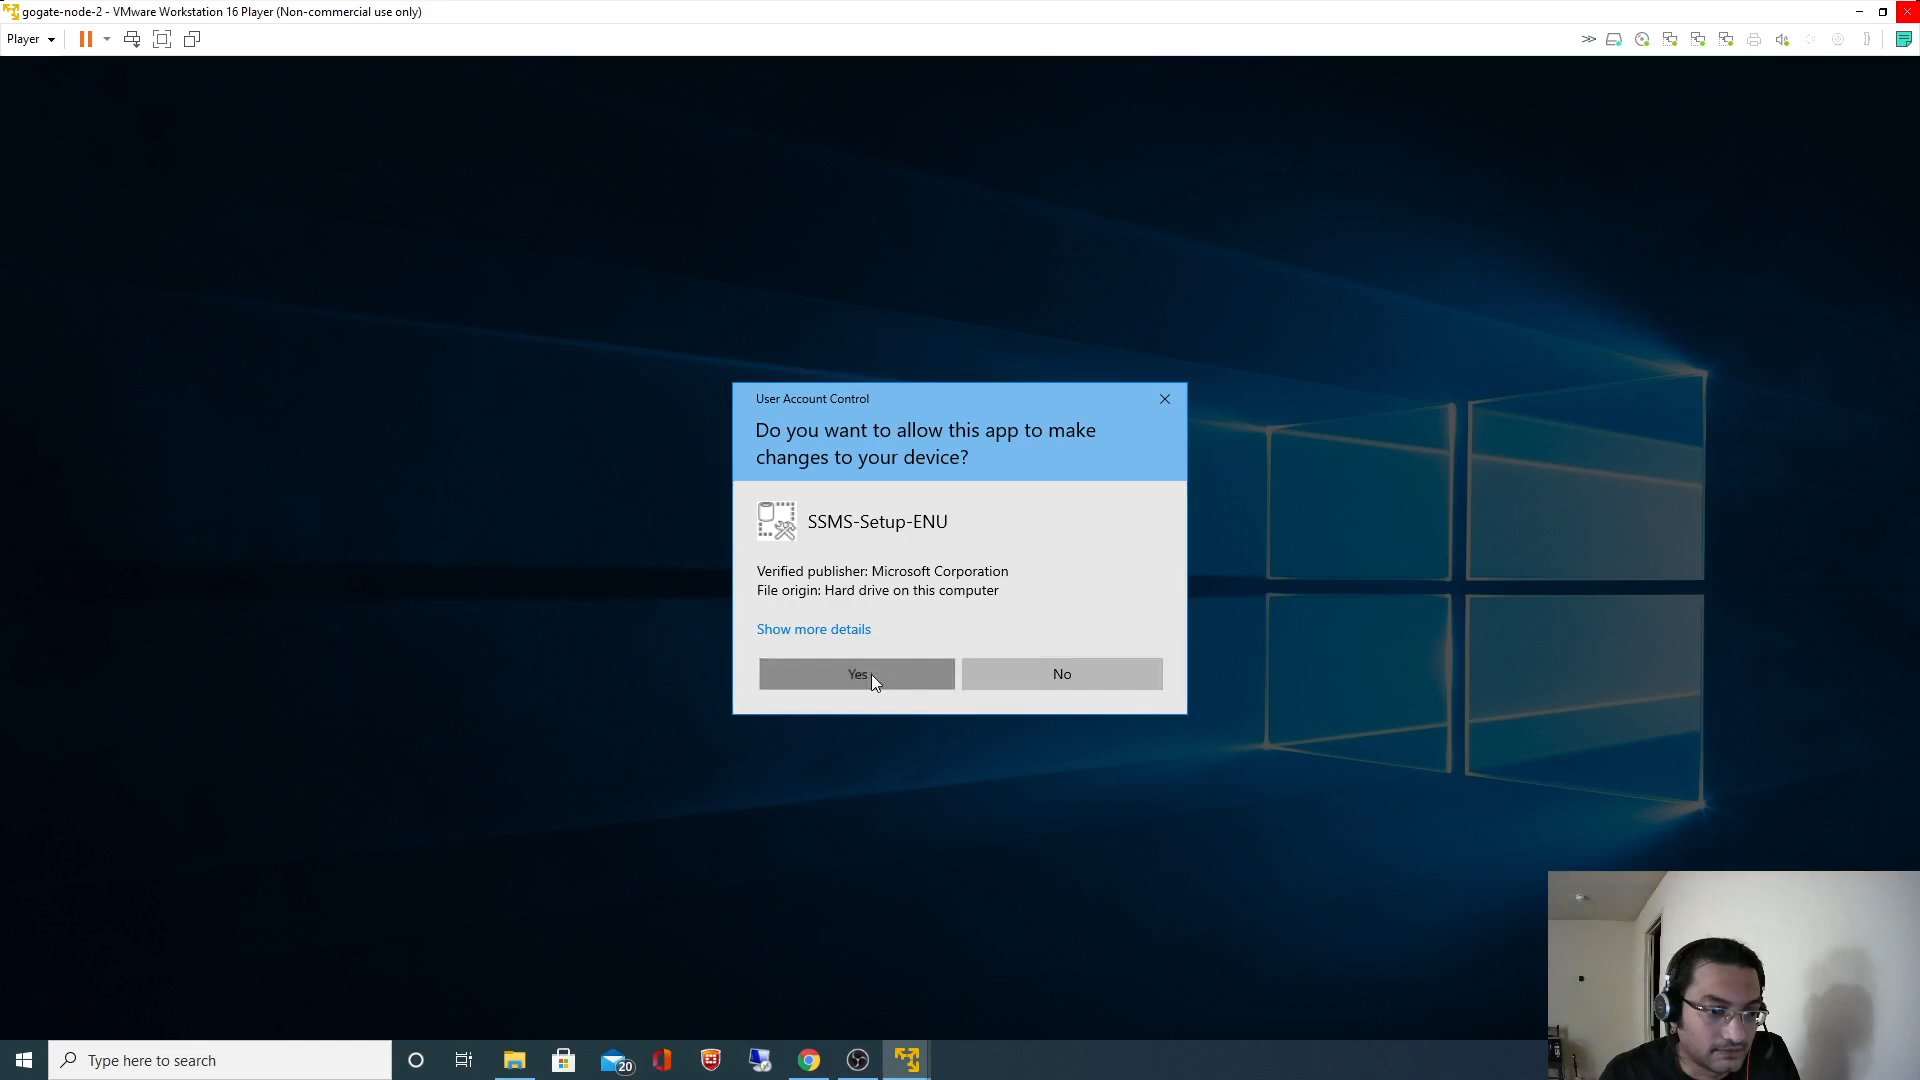 gogate-node-2 - VMware Workstation 16 Player (Non-commercial use only)
Player
User Account Control
Do you want to allow this app to make
changes to your device?
SSMS-Setup-ENU
Verified publisher: Microsoft Corporation
File origin: Hard drive on this computer
Show more details
Yes
No
Type here to search
20